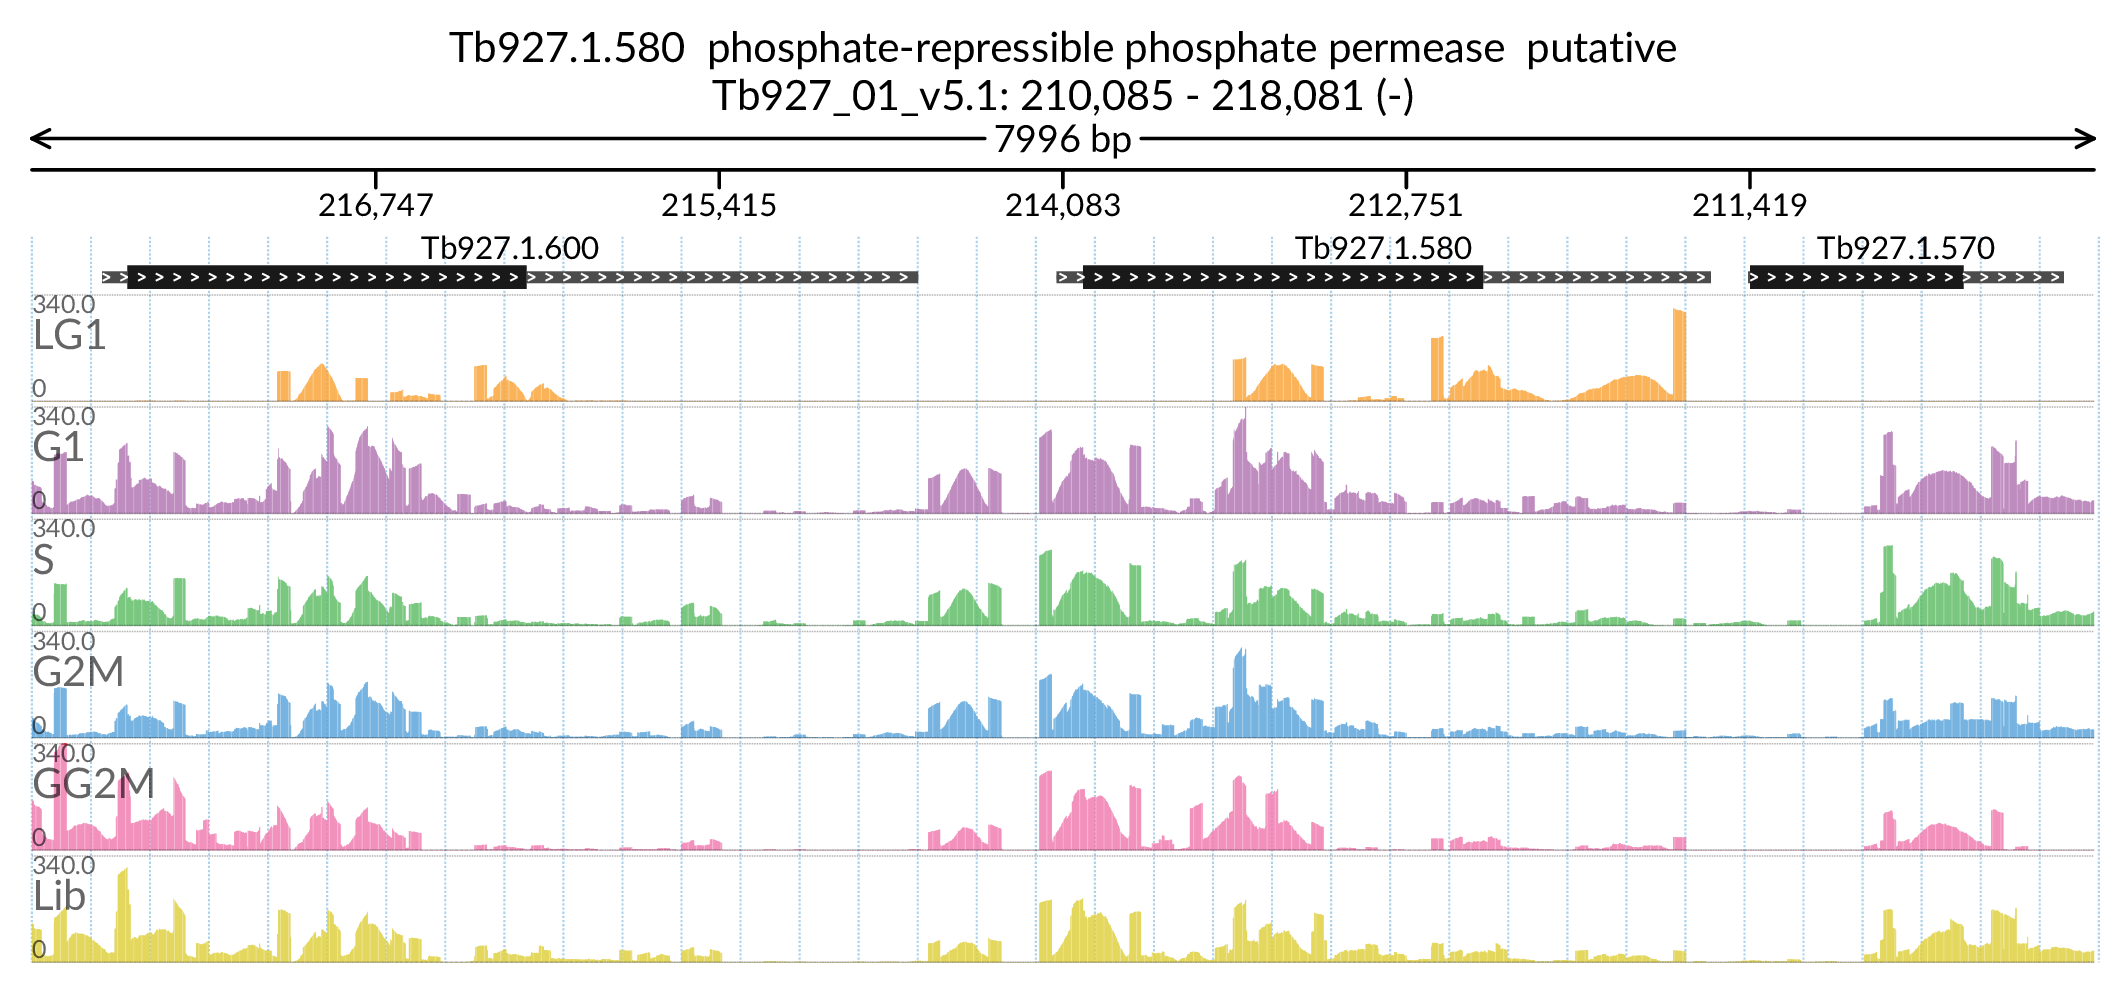 Tb927.1.580 phosphate-repressible phosphate permease putative
Tb927_01_v5.1: 210,085 - 218,081 (-)
7996 bp
216,747 215,415 214,083 212,751 211,419
Tb927.1.600 Tb927.1.580 Tb927.1.570
340.0
LG1
0
340.0
G1
0
340.0
S
0
340.0
G2M
0
340.0
GG2M
0
340.0
Lib
0